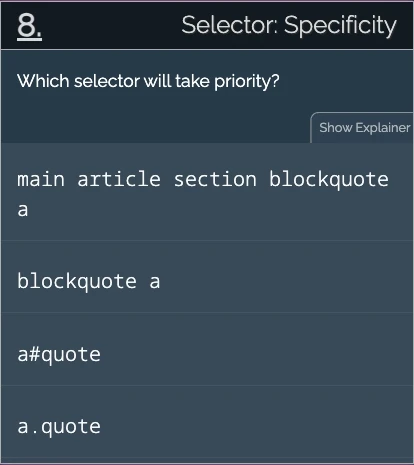 8.
Selector: Specificity
Which selector will take priority?
Show Explainer
main article section blockquote
a
blockquote a
a#quote
a.quote